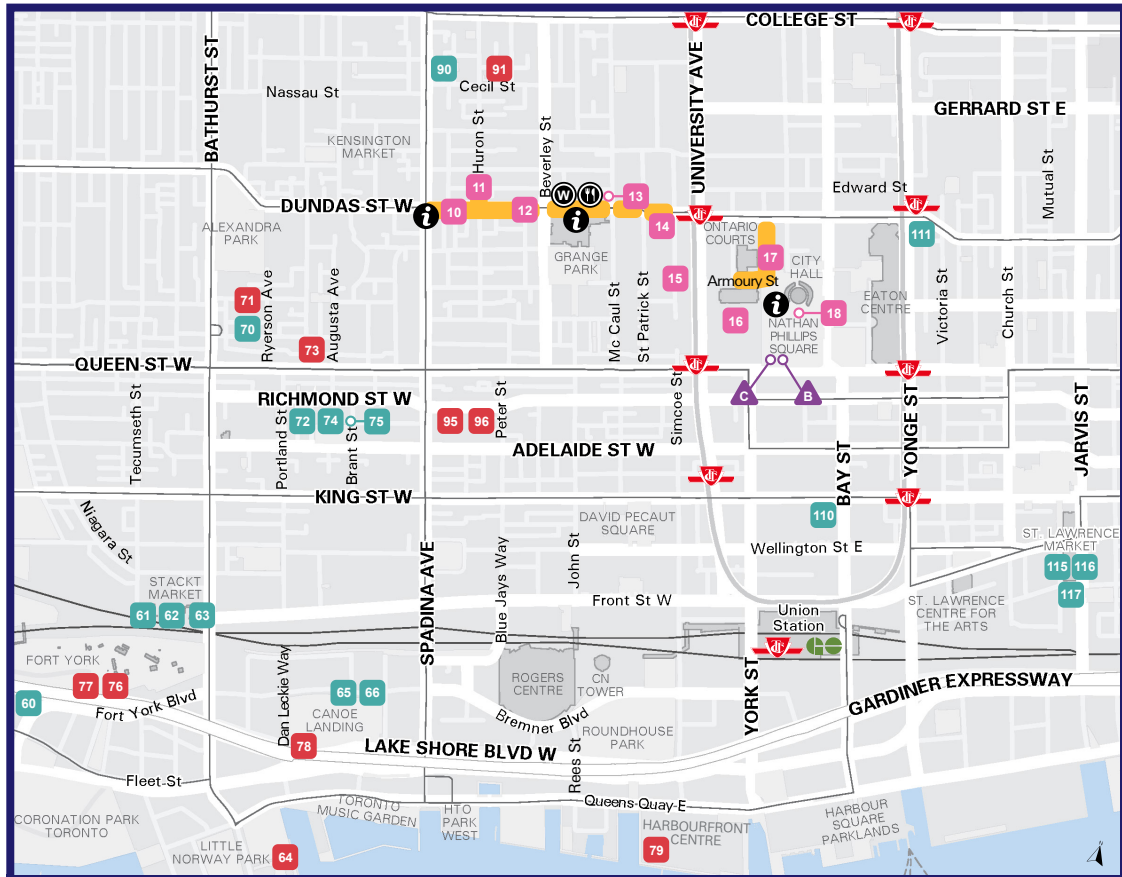 COLLEGE ST
BATHURST ST
UNIVERSITY AVE
90
91
Cecil St
Nassau St
GERRARD ST E
KENSINGTON
MARKET
Huron St
Beverley St
Mutual St
Edward St
DUNDAS ST W
i
10
11
12
W
i
13
14
ONTARIO
COURTS
111
ALEXANDRA
PARK
GRANGE
PARK
17
CITY
HALL
15
Armoury St
i
EATON
CENTRE
71
70
Ryerson Ave
Augusta Ave
73
Mc Caul St
St Patrick St
16
18
NATHAN
PHILLIPS
SQUARE
Victoria St
Church St
QUEEN ST W
Tecumseth St
RICHMOND ST W
72
74
75
Portland St
Brant St
95
96
Peter St
Simcoe St
C
B
ADELAIDE ST W
BAY ST
YONGE ST
JARVIS ST
KING ST W
Niagara St
SPADINA AVE
Blue Jays Way
John St
DAVID PECAUT
SQUARE
110
Wellington St E
ST. LAWRENCE
MARKET
115
116
117
STACKT
MARKET
61
62
63
Front St W
Union
Station
ST. LAWRENCE
CENTRE FOR
THE ARTS
FORT YORK
77
76
60
Fort York Blvd
Dan Leckie Way
65
66
CANOE
LANDING
78
ROGERS
CENTRE
CN
TOWER
Bremner Blvd
ROUNDHOUSE
PARK
YORK ST
GARDINER EXPRESSWAY
LAKE SHORE BLVD W
Rees St
Fleet St
Queens Quay E
CORONATION PARK
TORONTO
TORONTO
MUSIC GARDEN
HTO
PARK
WEST
HARBOURFRONT
CENTRE
79
HARBOUR
SQUARE
PARKLANDS
LITTLE
NORWAY PARK
64